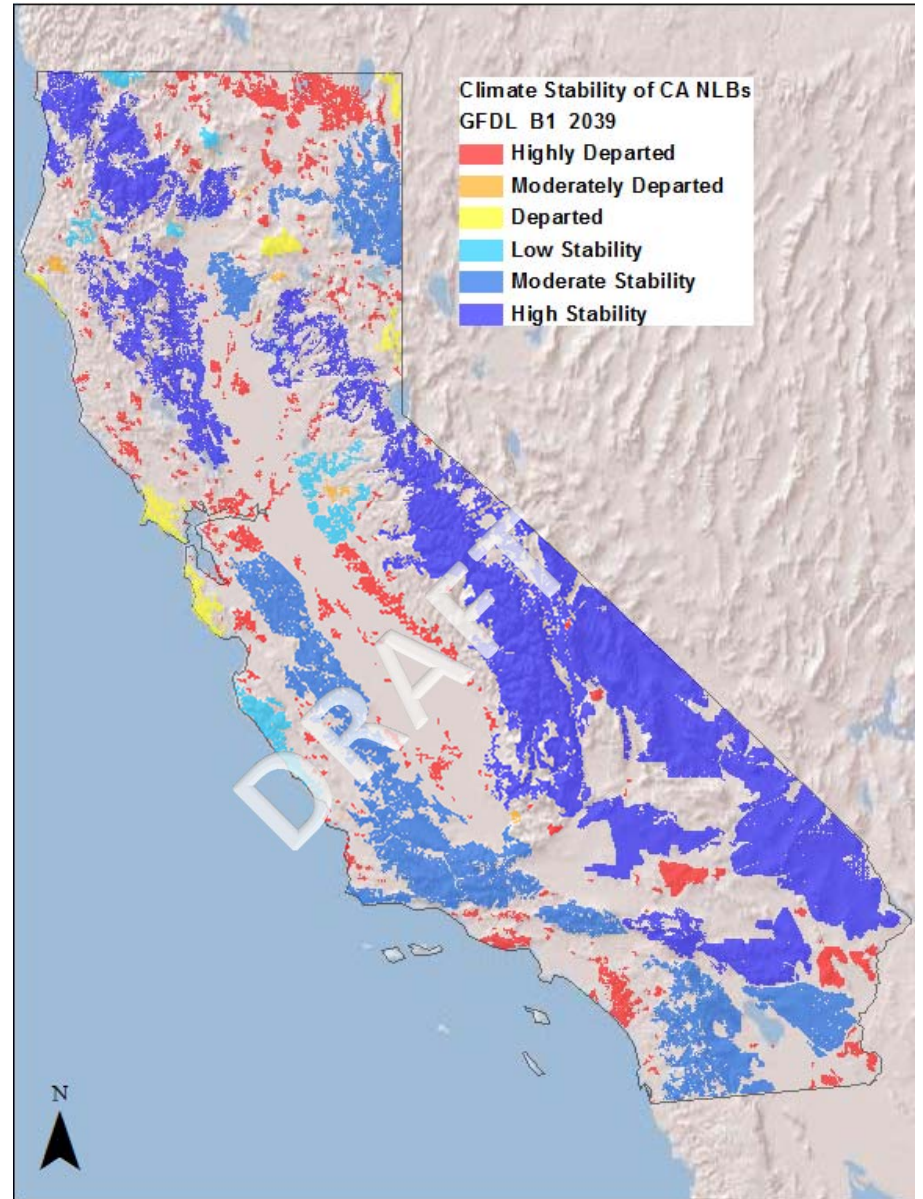 Climate Stability of CA NLBs
GFDL B1 2039
Highly Departed
Moderately Departed
Departed
Low Stability
Moderate Stability
High Stability
DRAFT
N